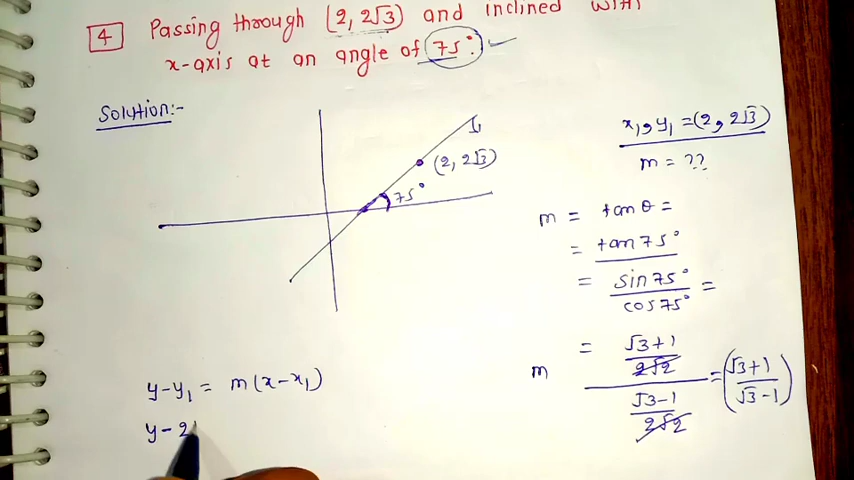 4 Passing through (2, 2√3) and inclined with
x-axis at an angle of 75°.
Solution:-
(2, 2√3)
75°
x₁, y₁ = (2, 2√3)
m = ??
m = tan θ =
= tan 75°
= sin 75° / cos 75° =
m = (√3+1 / 2√2) / (√3-1 / 2√2) = (√3+1 / √3-1)
y - y₁ = m(x - x₁)
y - 2